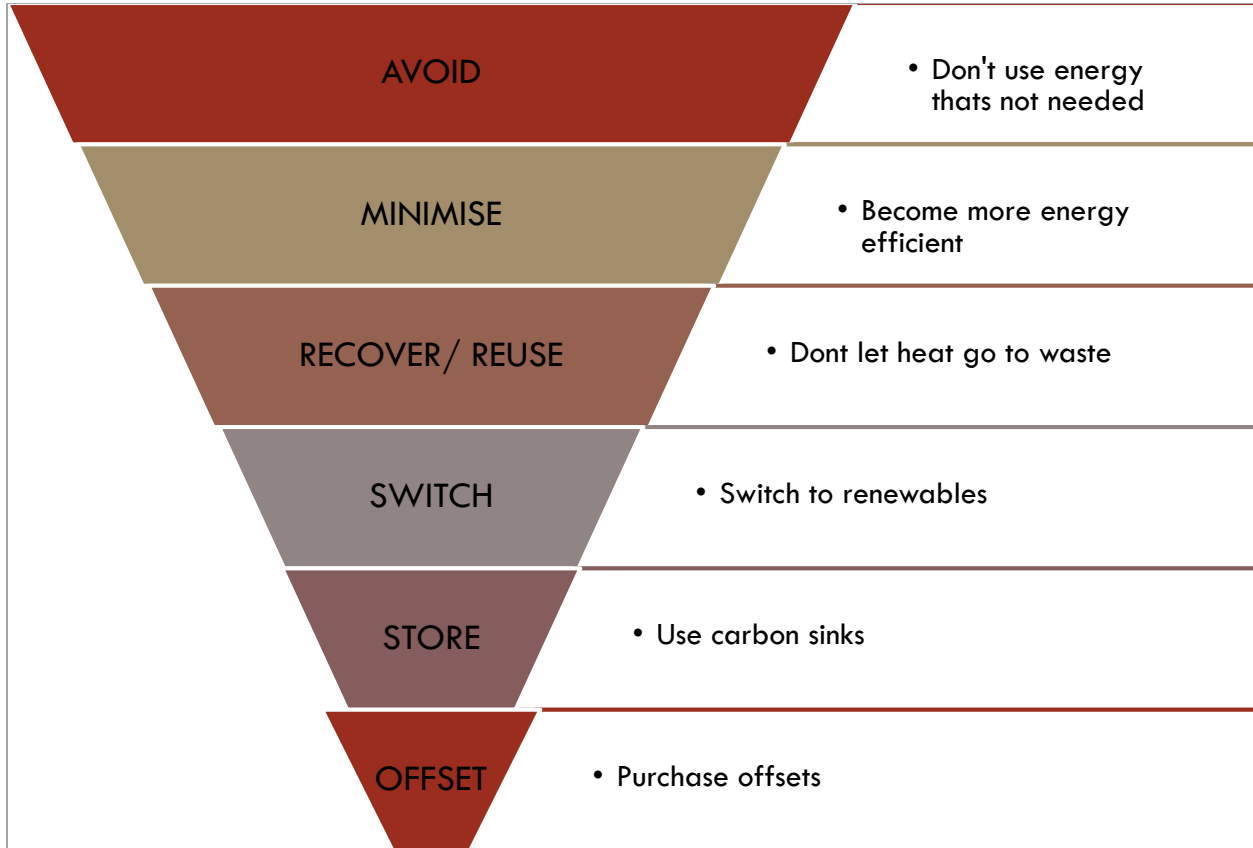 AVOID
• Don't use energy
thats not needed
MINIMISE
• Become more energy
efficient
RECOVER/ REUSE
• Dont let heat go to waste
SWITCH
• Switch to renewables
STORE
• Use carbon sinks
OFFSET
• Purchase offsets